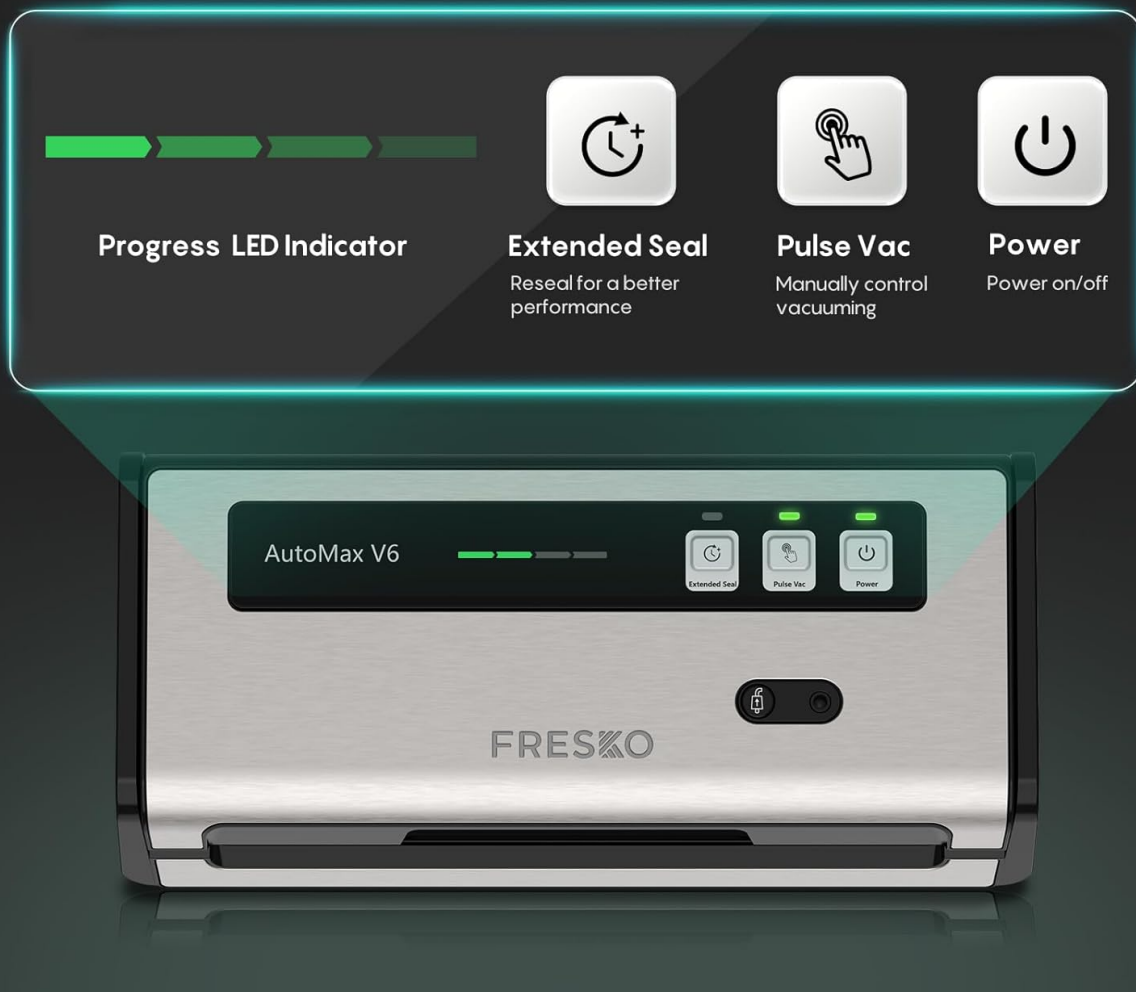 Progress LED Indicator
Extended Seal
Reseal for a better
performance
Pulse Vac
Manually control
vacuuming
Power
Power on/off
AutoMax V6
Extended Seal
Pulse Vac
Power
FRESKO